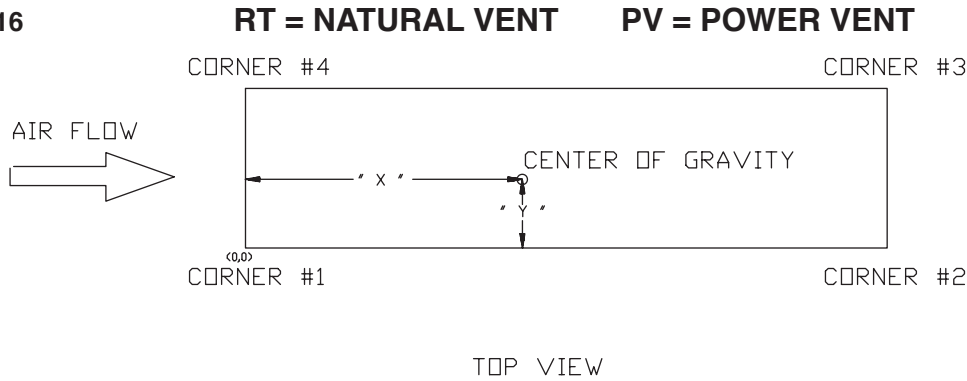 16
RT = NATURAL VENT PV = POWER VENT
CORNER #4 CORNER #3
AIR FLOW
CENTER OF GRAVITY
" X "
" Y "
(0,0)
CORNER #1 CORNER #2
TOP VIEW